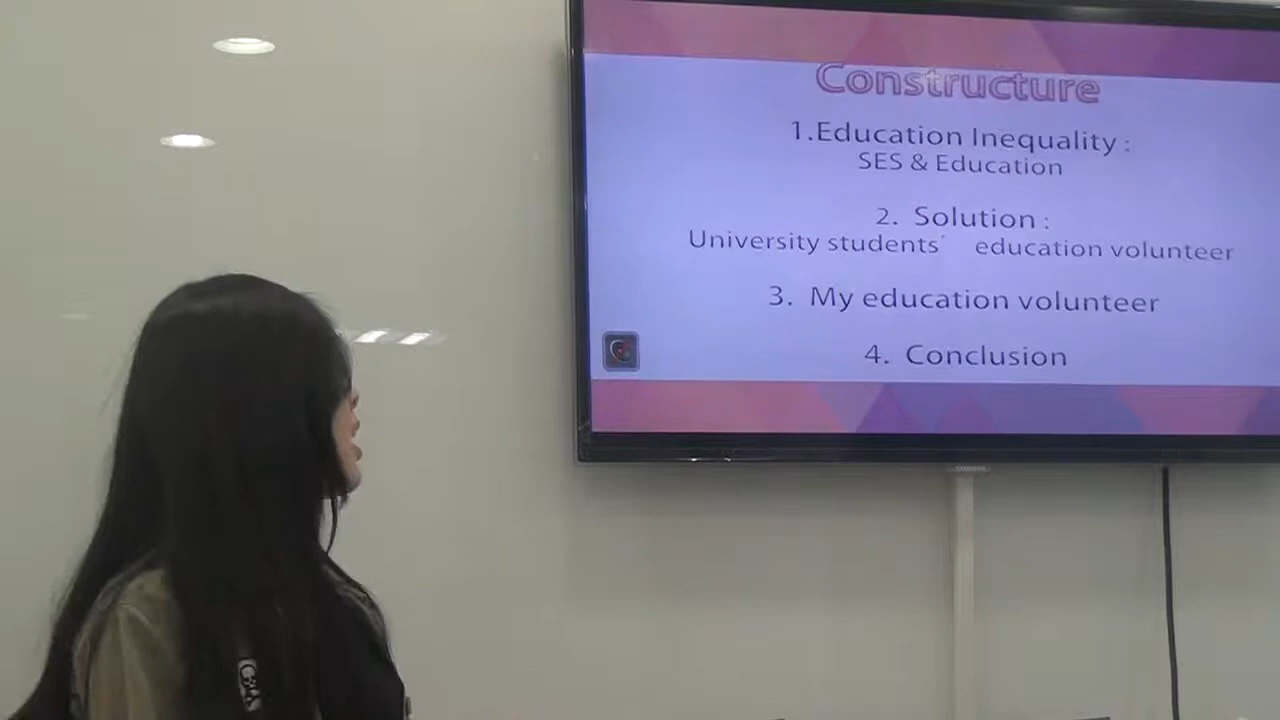 Constructure
1.Education Inequality :
SES & Education
2. Solution :
University students´ education volunteer
3. My education volunteer
4. Conclusion